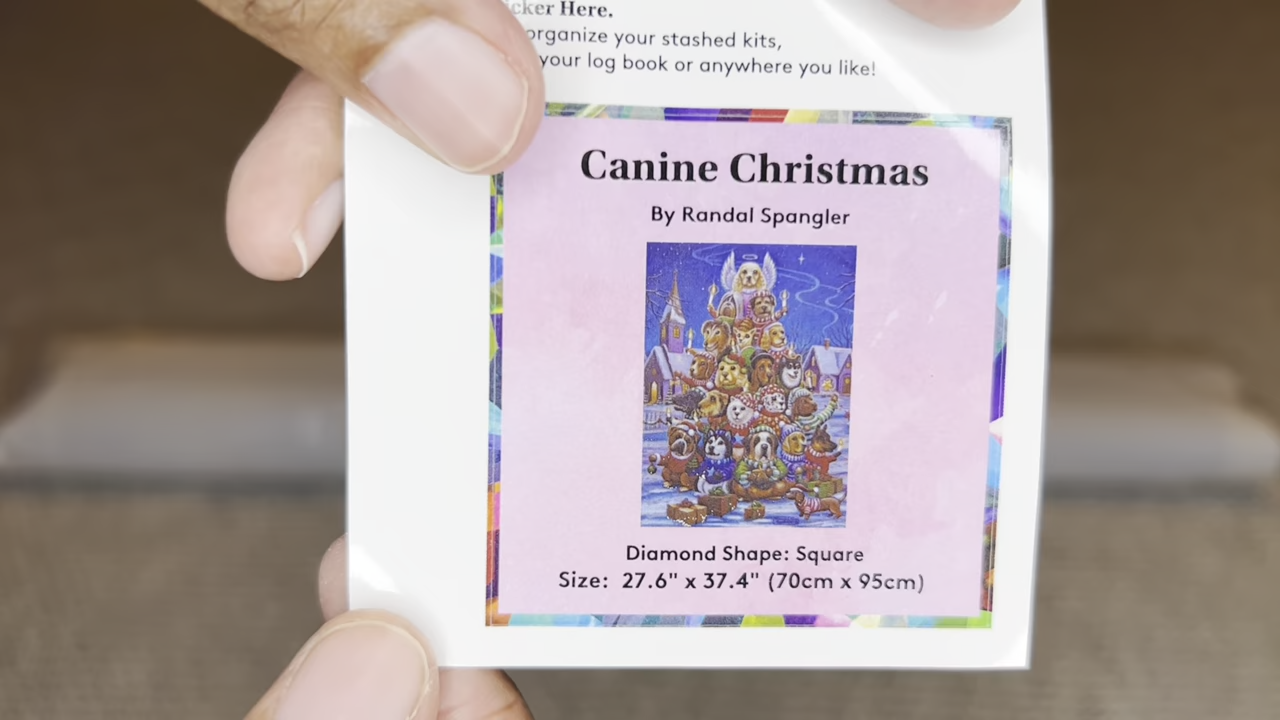 Here.
organize your stashed kits,
your log book or anywhere you like!
Canine Christmas
By Randal Spangler
Diamond Shape: Square
Size: 27.6" x 37.4" (70cm x 95cm)